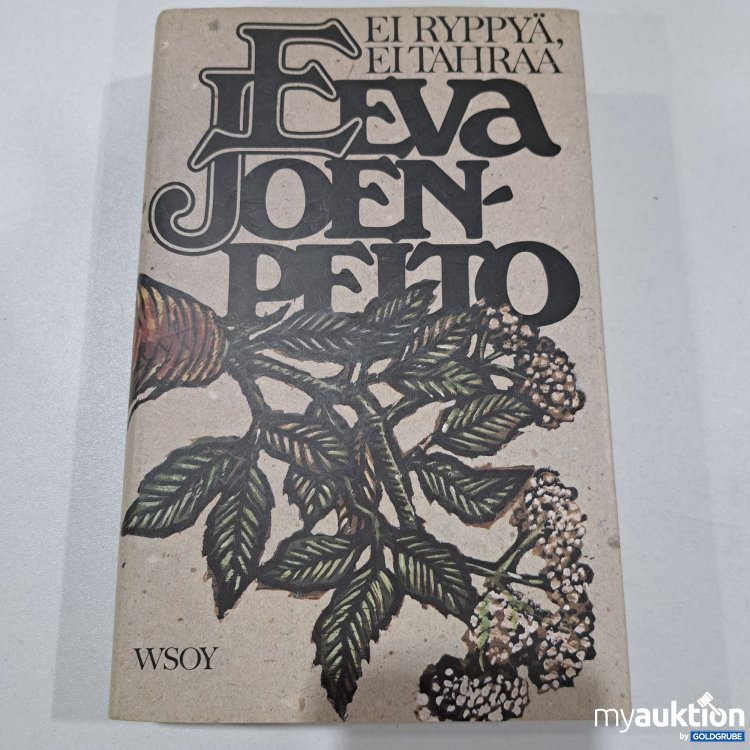 EI RYPPYÄ,
EI TAHRAA
EEVA
JOEN-
PELTO
WSOY
myauktion
by GOLDGRUBE